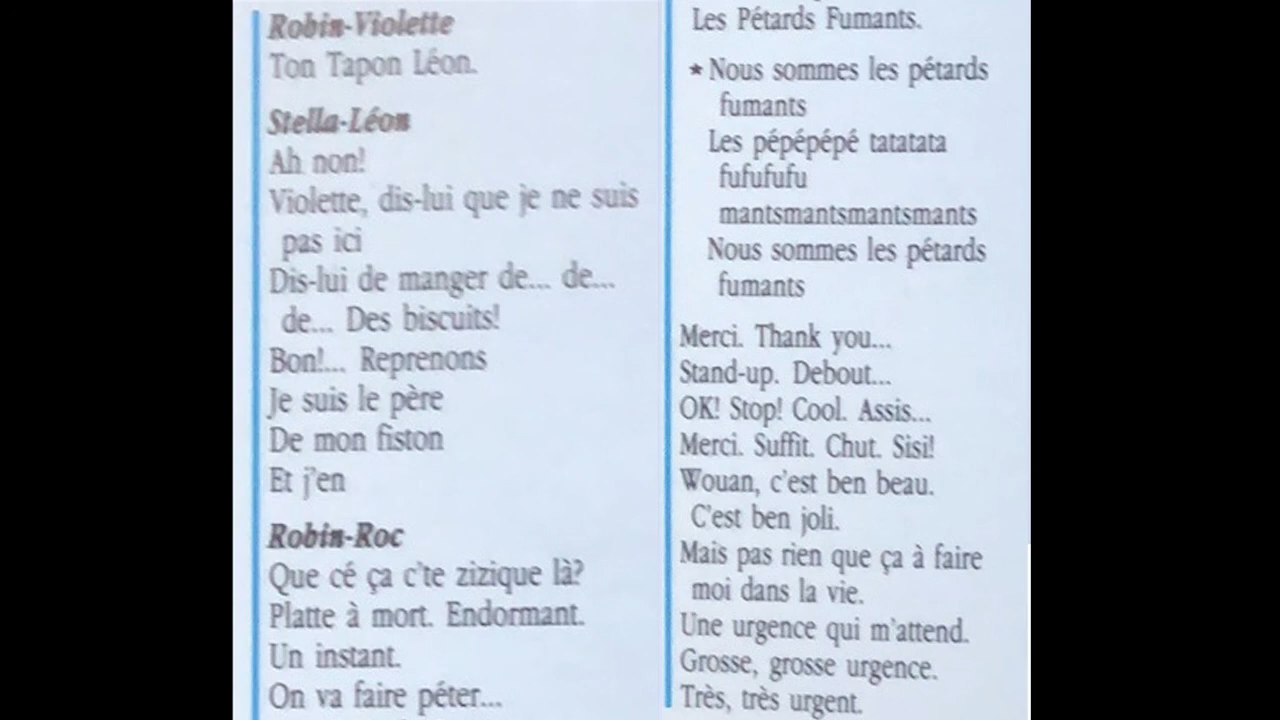 Robin-Violette
Ton Tapon Léon.
Stella-Léon
Ah non!
Violette, dis-lui que je ne suis
pas ici
Dis-lui de manger de... de...
de... Des biscuits!
Bon!... Reprenons
Je suis le père
De mon fiston
Et j'en
Robin-Roc
Que cé ça c'te zizique là?
Platte à mort. Endormant.
Un instant.
On va faire péter...
Les Pétards Fumants.
* Nous sommes les pétards
fumants
Les pépépépé tatatata
fufufufu
mantsmantsmantsmants
Nous sommes les pétards
fumants
Merci. Thank you...
Stand-up. Debout...
OK! Stop! Cool. Assis...
Merci. Suffit. Chut. Sisi!
Wouan, c'est ben beau.
C'est ben joli.
Mais pas rien que ça à faire
moi dans la vie.
Une urgence qui m'attend.
Grosse, grosse urgence.
Très, très urgent.